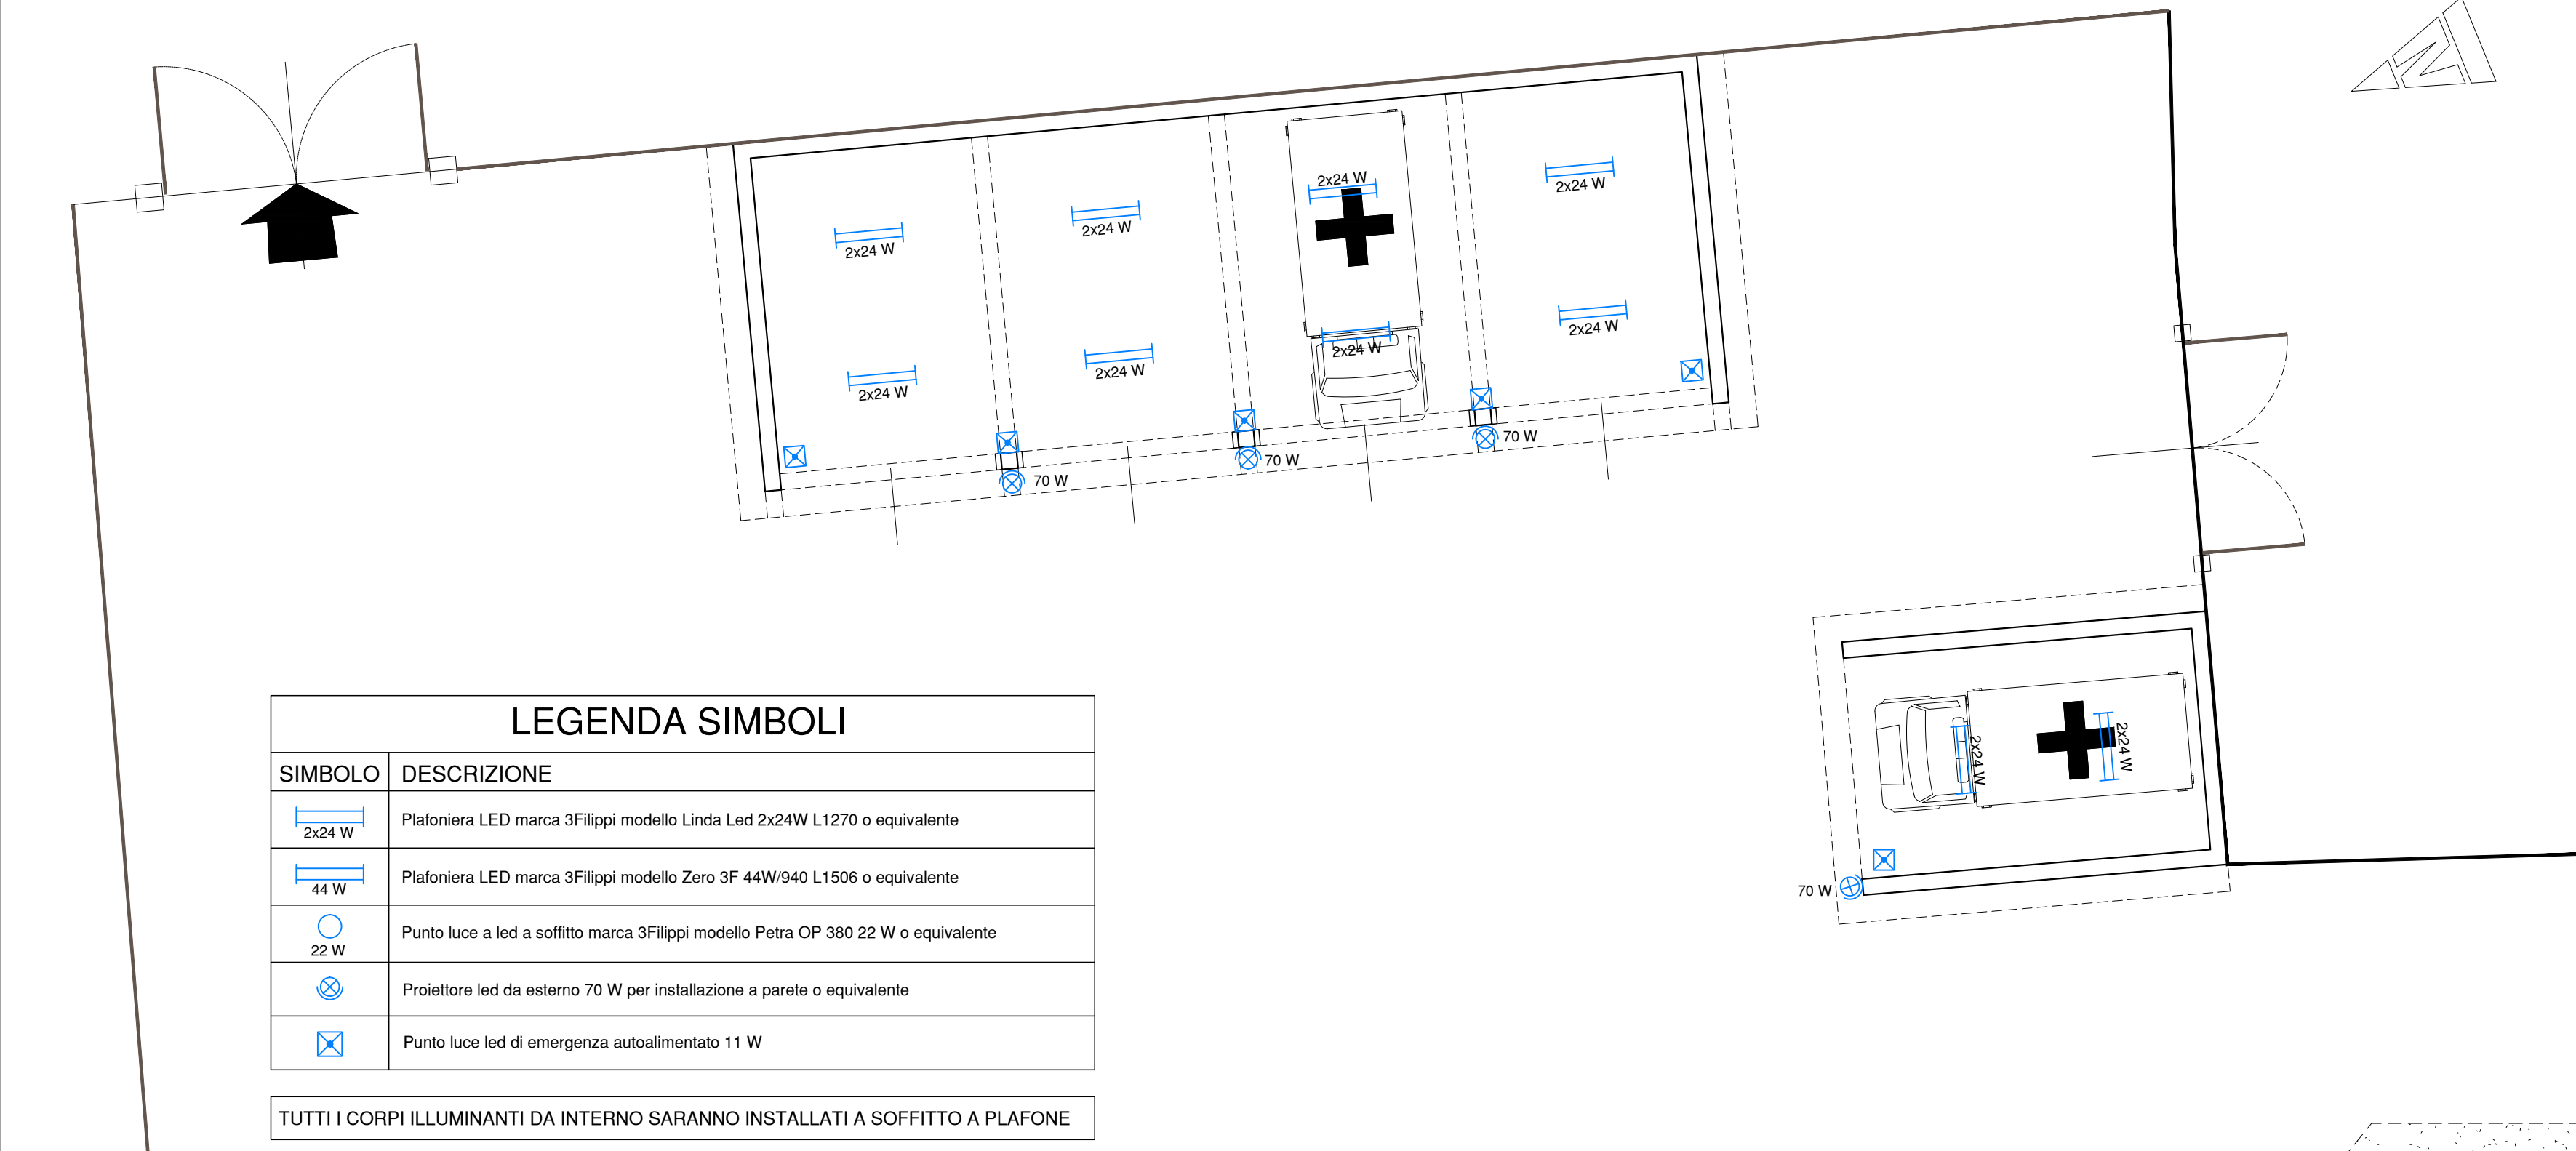 2x24 W
2x24 W
2x24 W
2x24 W
2x24 W
2x24 W
2x24 W
2x24 W
70 W
70 W
70 W
N
LEGENDA SIMBOLI
SIMBOLO DESCRIZIONE
2x24 W Plafoniera LED marca 3Filippi modello Linda Led 2x24W L1270 o equivalente
44 W Plafoniera LED marca 3Filippi modello Zero 3F 44W/940 L1506 o equivalente
22 W Punto luce a led a soffitto marca 3Filippi modello Petra OP 380 22 W o equivalente
Proiettore led da esterno 70 W per installazione a parete o equivalente
Punto luce led di emergenza autoalimentato 11 W
TUTTI I CORPI ILLUMINANTI DA INTERNO SARANNO INSTALLATI A SOFFITTO A PLAFONE
2x24 W
2x24 W
70 W